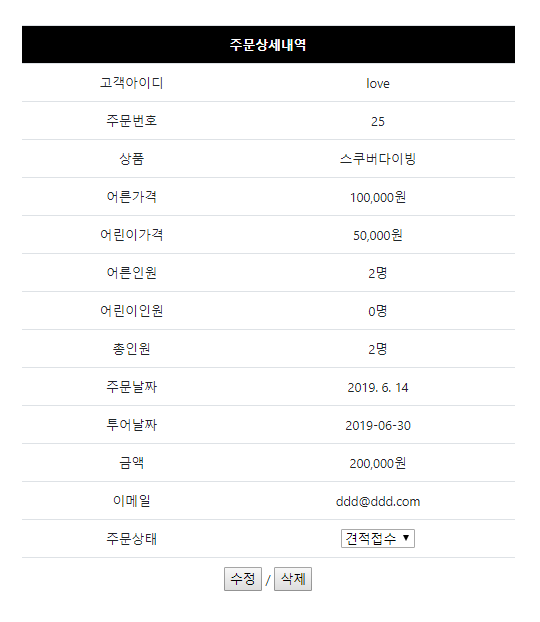 주문상세내역
고객아이디 love
주문번호 25
상품 스쿠버다이빙
어른가격 100,000원
어린이가격 50,000원
어른인원 2명
어린이인원 0명
총인원 2명
주문날짜 2019. 6. 14
투어날짜 2019-06-30
금액 200,000원
이메일 ddd@ddd.com
주문상태 견적접수 ▼
수정 / 삭제